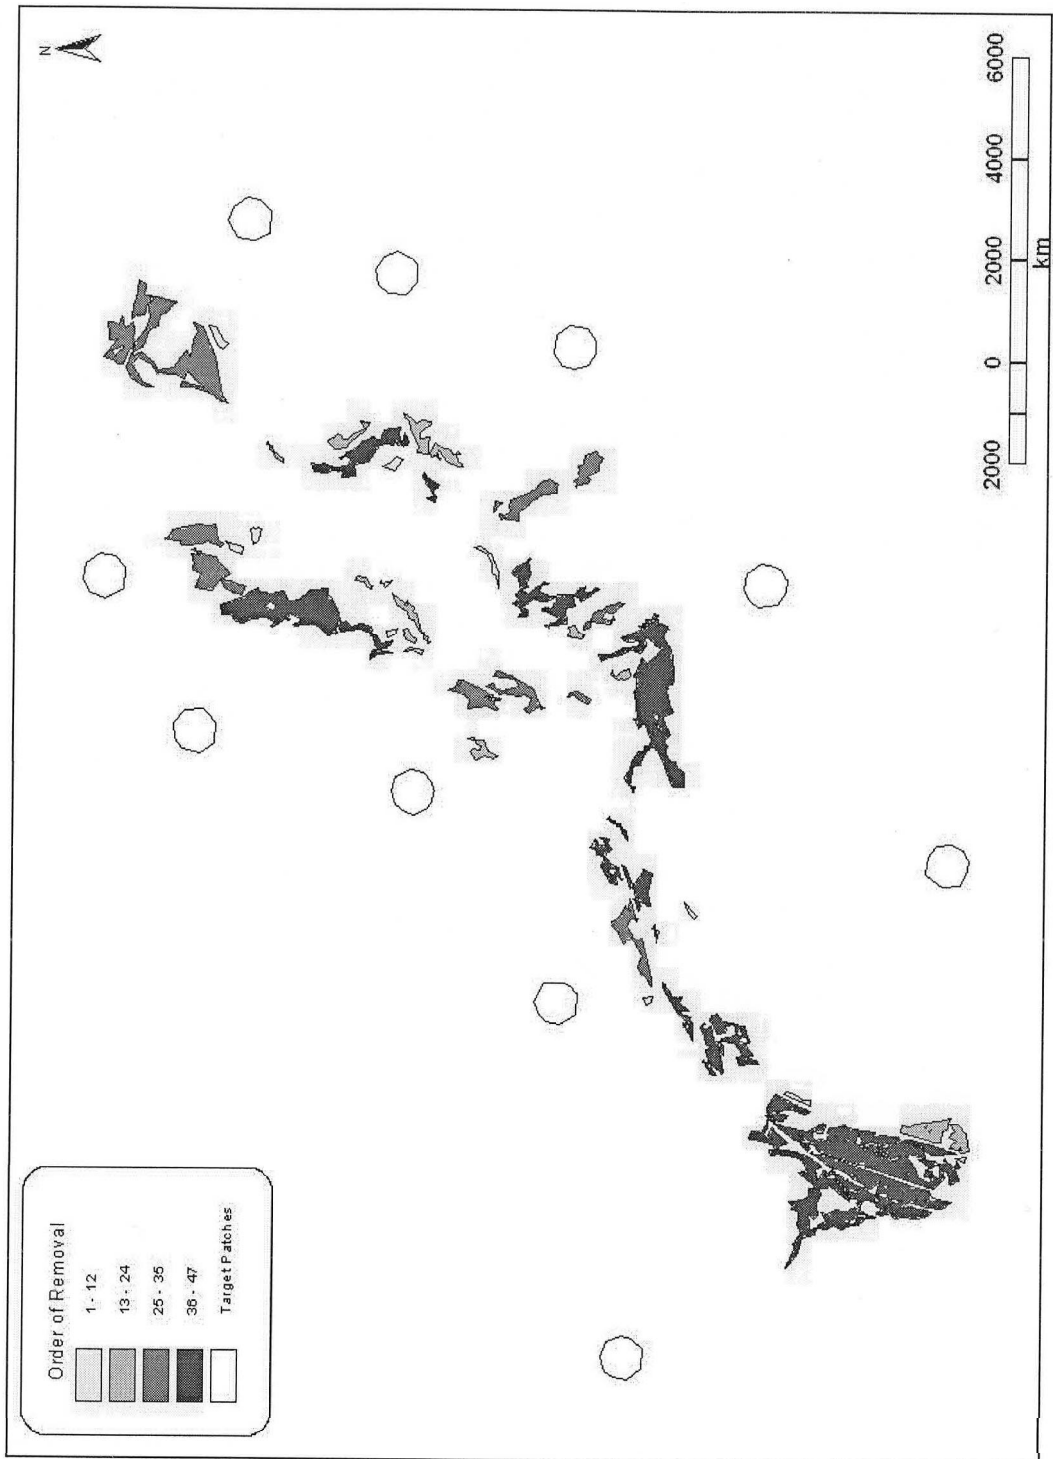 N
Order of Removal
1 - 12
13 - 24
25 - 35
36 - 47
Target Patches
2000 0 2000 4000 6000
km